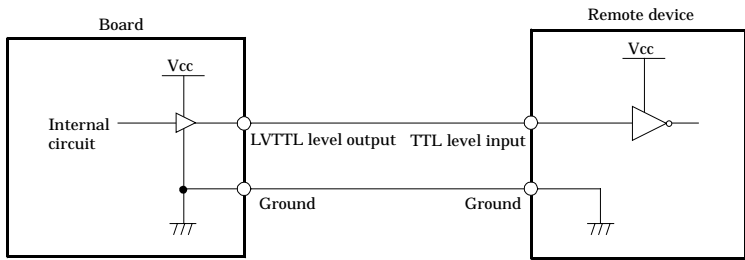 Board
Remote device
Vcc
Vcc
Internal
circuit
LVTTL level output
TTL level input
Ground
Ground